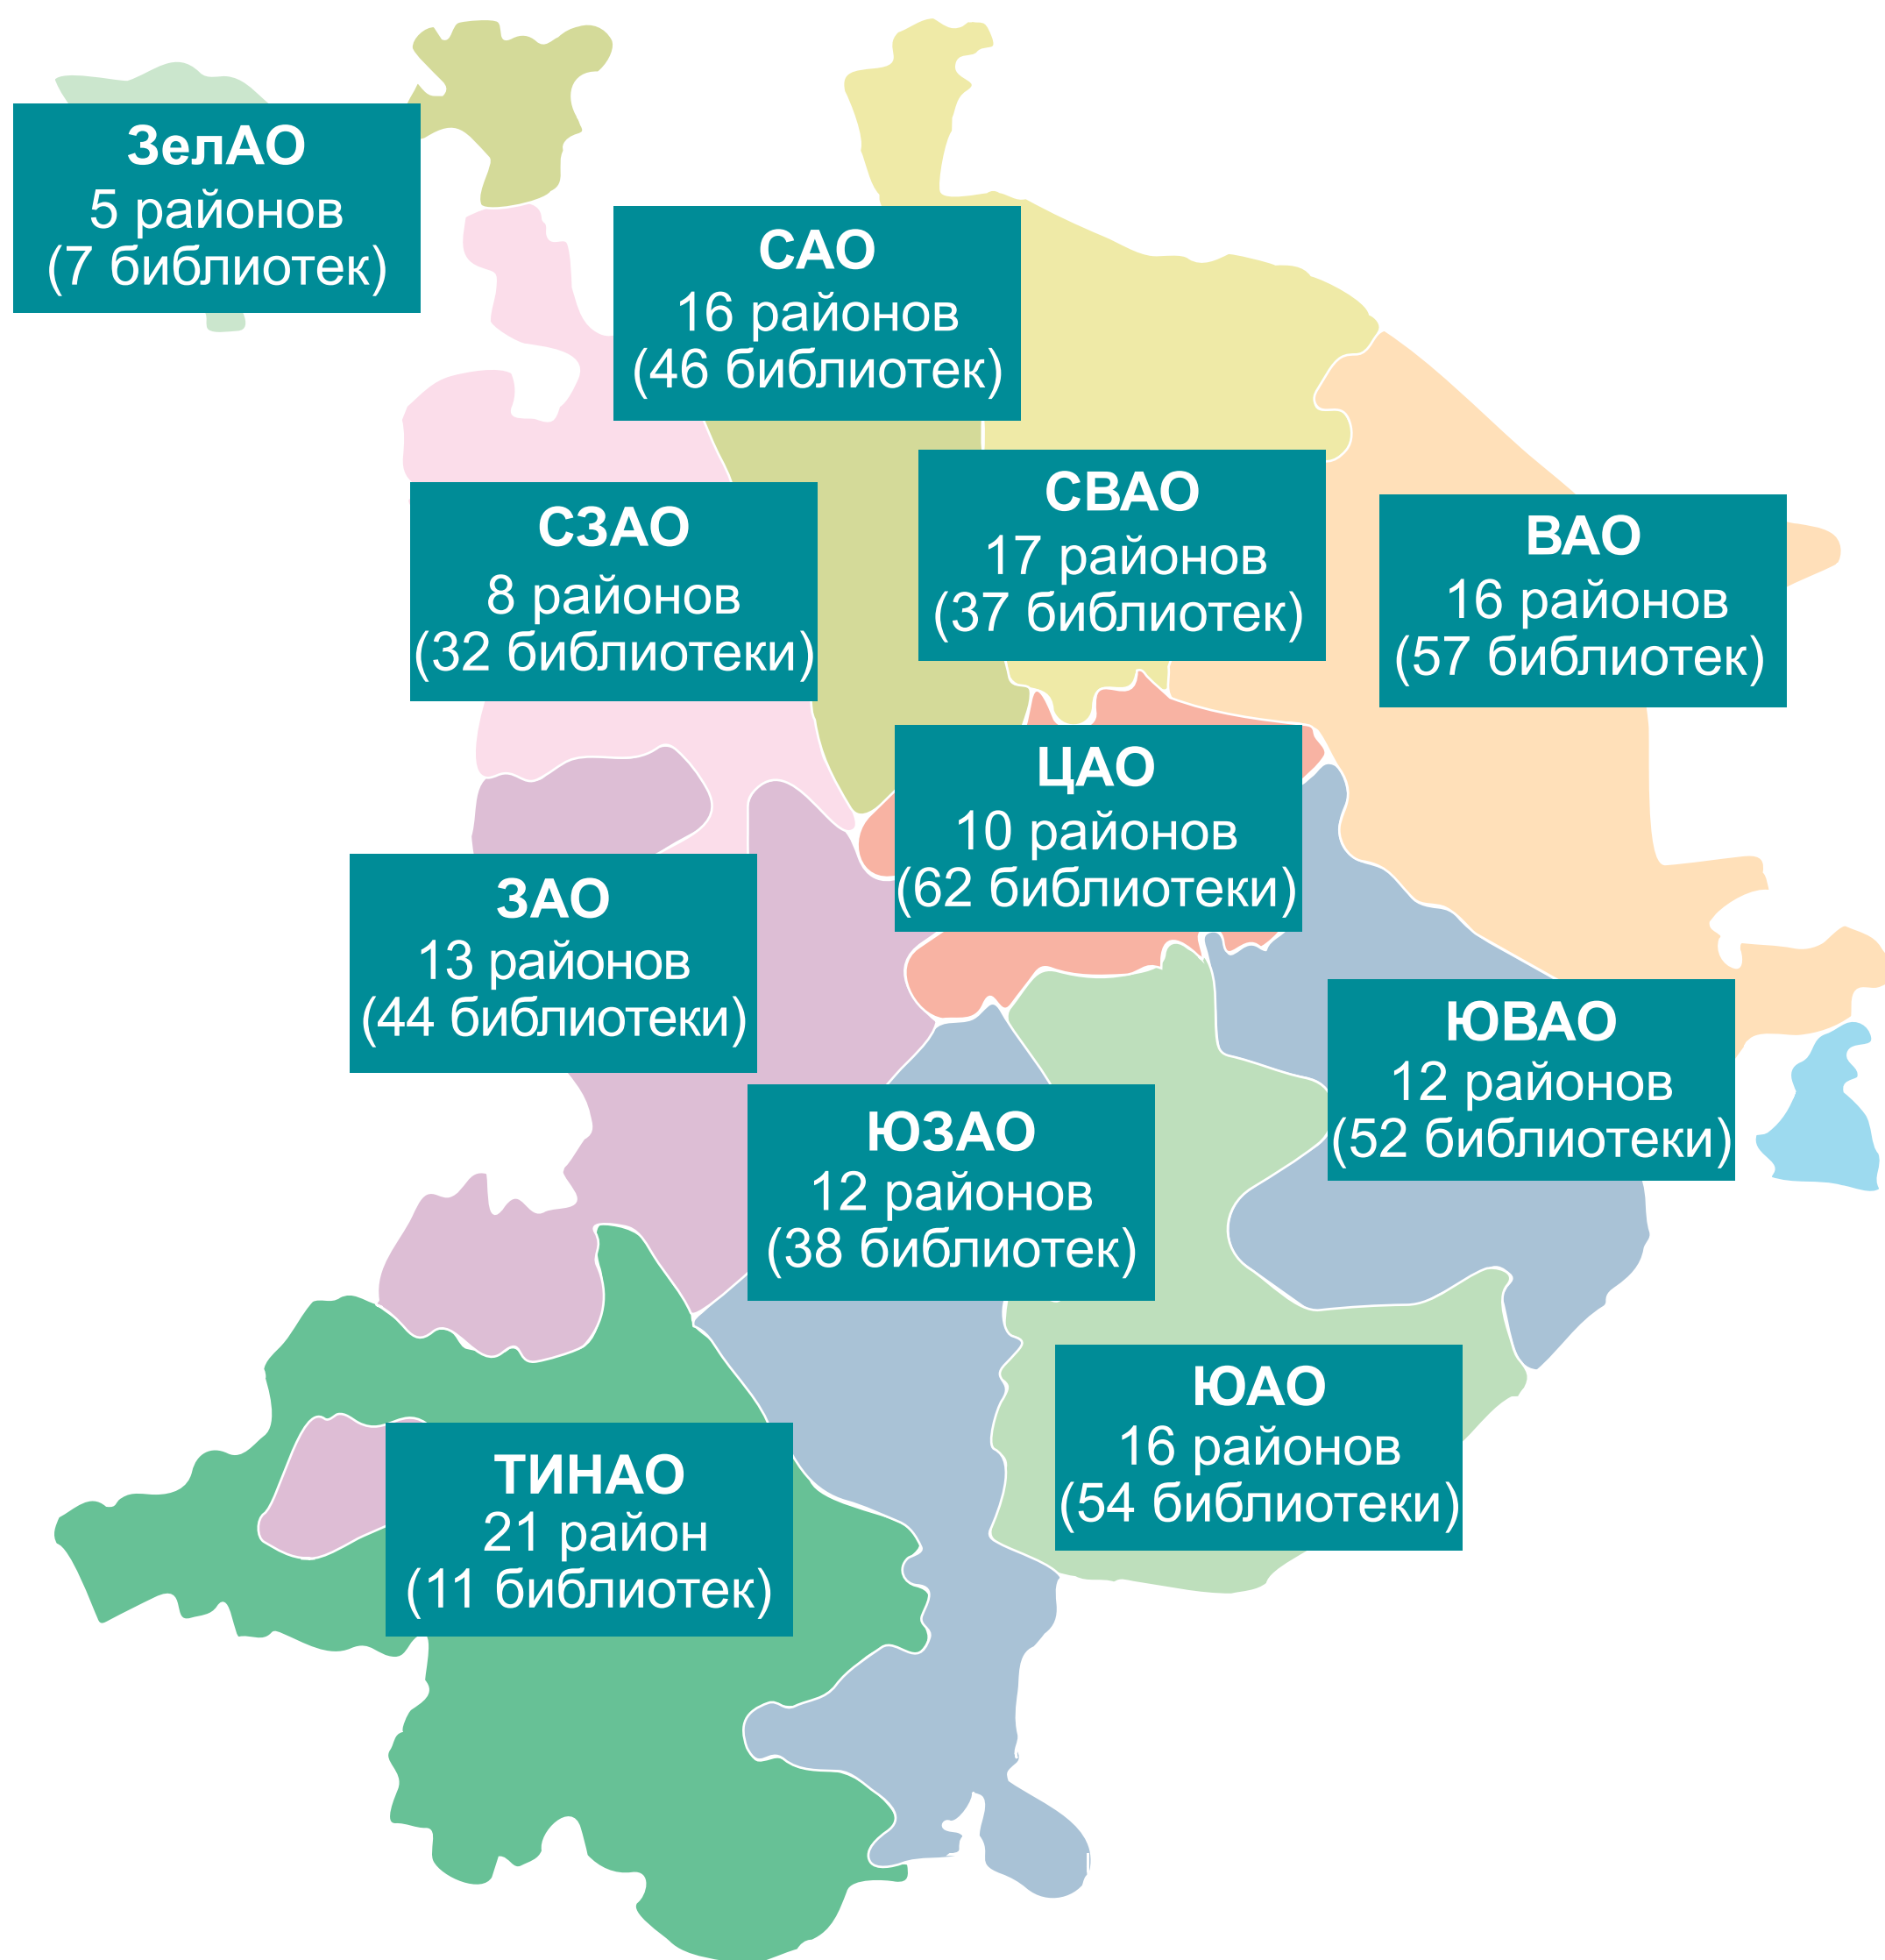 ЗелАО
5 районов
(7 библиотек)
САО
16 районов
(46 библиотек)
СВАО
17 районов
(37 библиотек)
СЗАО
8 районов
(32 библиотеки)
ВАО
16 районов
(57 библиотек)
ЦАО
10 районов
(62 библиотеки)
ЗАО
13 районов
(44 библиотеки)
ЮВАО
12 районов
(52 библиотеки)
ЮЗАО
12 районов
(38 библиотек)
ЮАО
16 районов
(54 библиотеки)
ТИНАО
21 район
(11 библиотек)